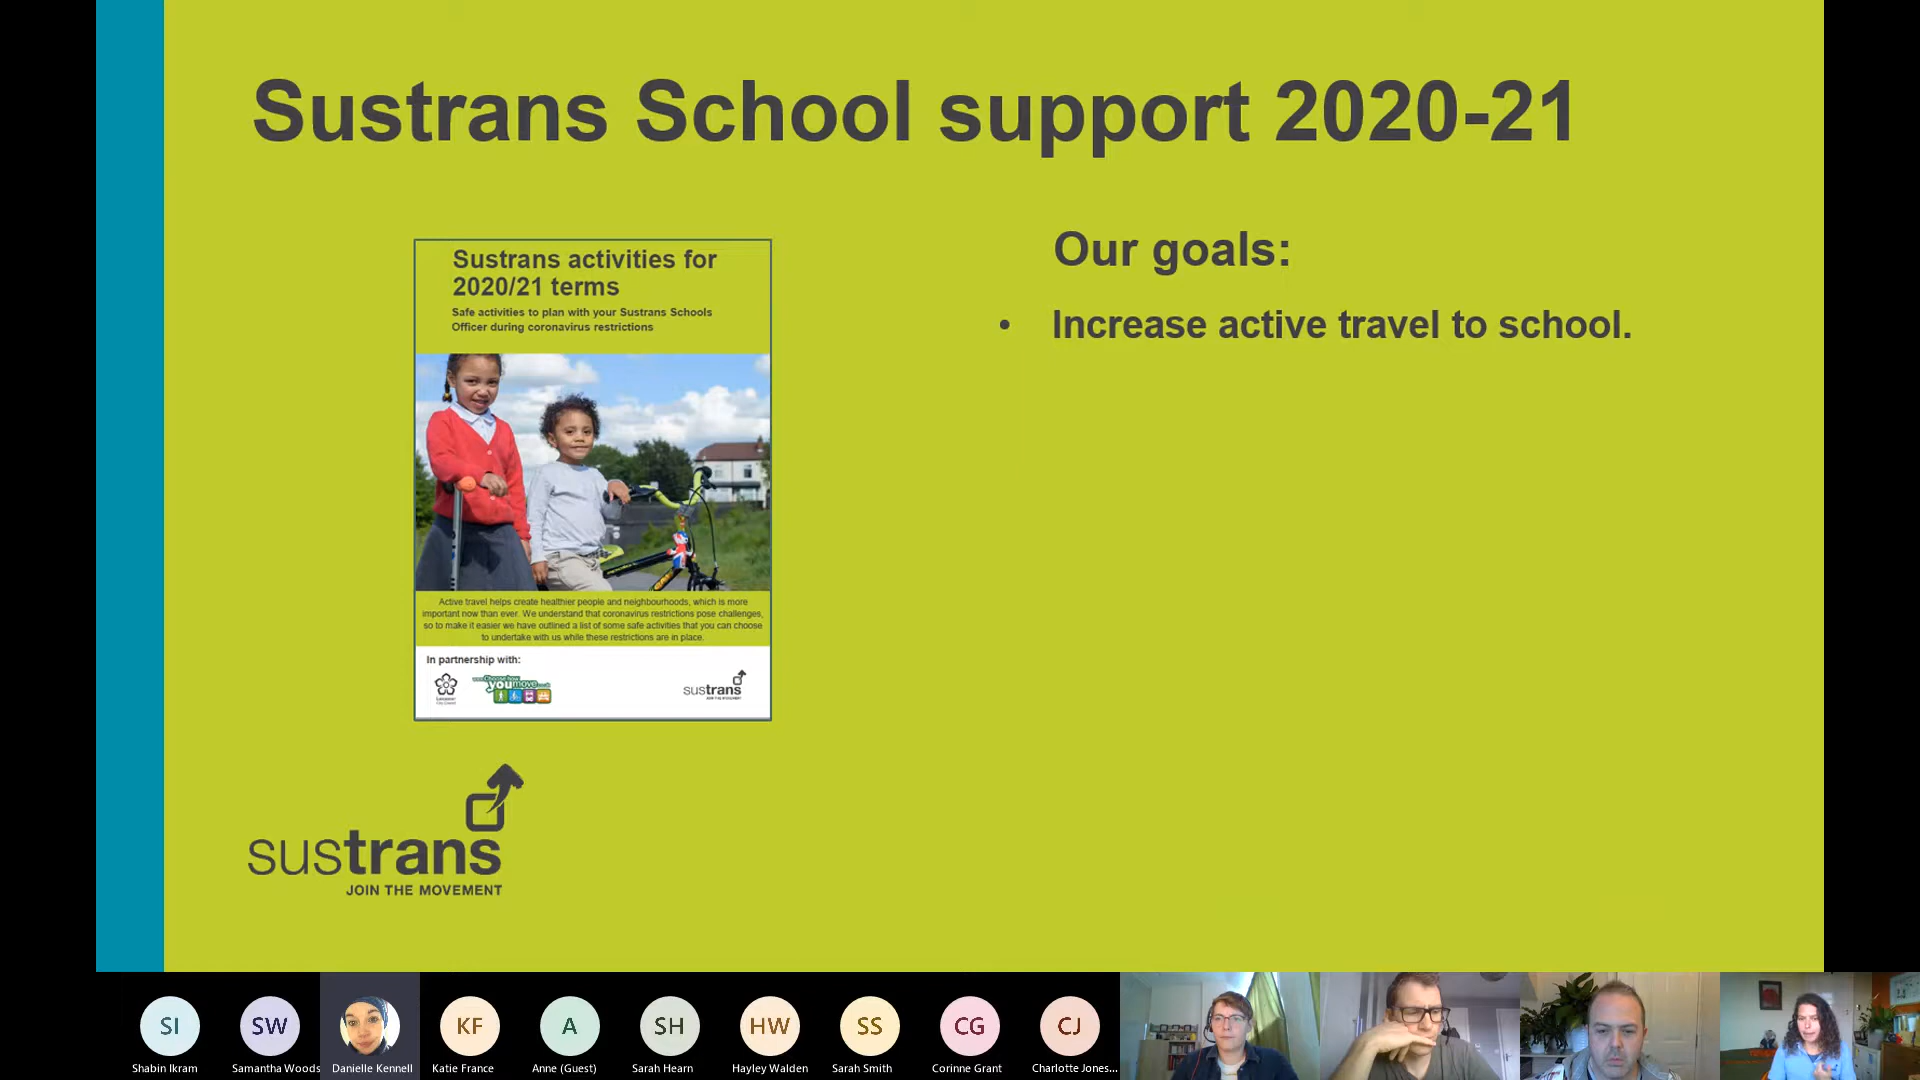 Sustrans School support 2020-21
Sustrans activities for
2020/21 terms
Safe activities to plan with your Sustrans Schools
Officer during coronavirus restrictions
Active travel helps create healthier people and neighbourhoods, which is more
important now than ever. We understand that coronavirus restrictions pose challenges,
so to make it easier we have outlined a list of some safe activities that you can choose
to undertake with us while these restrictions are in place.
In partnership with:
youmove
sustrans
JOIN THE MOVEMENT
Our goals:
• Increase active travel to school.
sustrans
JOIN THE MOVEMENT
SI
SW
KF
A
SH
HW
SS
CG
CJ
Shabin Ikram
Samantha Woods
Danielle Kennell
Katie France
Anne (Guest)
Sarah Hearn
Hayley Walden
Sarah Smith
Corinne Grant
Charlotte Jones...